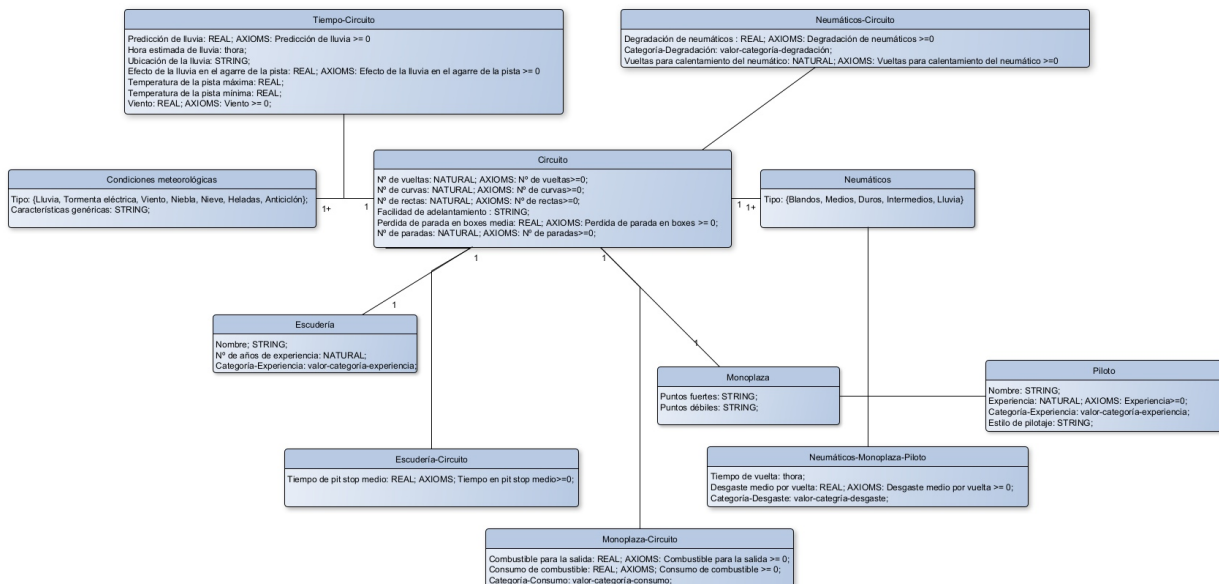 Tiempo-Circuito
Predicción de lluvia: REAL; AXIOMS: Predicción de lluvia >= 0
Hora estimada de lluvia: thora;
Ubicación de la lluvia: STRING;
Efecto de la lluvia en el agarre de la pista: REAL; AXIOMS: Efecto de la lluvia en el agarre de la pista >= 0
Temperatura de la pista máxima: REAL;
Temperatura de la pista mínima: REAL;
Viento: REAL; AXIOMS: Viento >= 0;
Neumáticos-Circuito
Degradación de neumáticos : REAL; AXIOMS: Degradación de neumáticos >=0
Categoría-Degradación: valor-categoría-degradación;
Vueltas para calentamiento del neumático: NATURAL; AXIOMS: Vueltas para calentamiento del neumático >=0
Condiciones meteorológicas
Tipo: {Lluvia, Tormenta eléctrica, Viento, Niebla, Nieve, Heladas, Anticiclón};
Características genéricas: STRING;
1+
1
Circuito
Nº de vueltas: NATURAL; AXIOMS: Nº de vueltas>=0;
Nº de curvas: NATURAL; AXIOMS: Nº de curvas>=0;
Nº de rectas: NATURAL; AXIOMS: Nº de rectas>=0;
Facilidad de adelantamiento : STRING;
Perdida de parada en boxes media: REAL; AXIOMS: Perdida de parada en boxes >= 0;
Nº de paradas: NATURAL; AXIOMS: Nº de paradas>=0;
1
1+
Neumáticos
Tipo: {Blandos, Medios, Duros, Intermedios, Lluvia}
1
1
1
1
Escudería
Nombre; STRING;
Nº de años de experiencia: NATURAL;
Categoría-Experiencia: valor-categoría-experiencia;
Monoplaza
Puntos fuertes: STRING;
Puntos débiles: STRING;
Piloto
Nombre: STRING;
Experiencia: NATURAL; AXIOMS: Experiencia>=0;
Categoría-Experiencia: valor-categoría-experiencia;
Estilo de pilotaje: STRING;
Escudería-Circuito
Tiempo de pit stop medio: REAL; AXIOMS; Tiempo en pit stop medio>=0;
Neumáticos-Monoplaza-Piloto
Tiempo de vuelta: thora;
Desgaste medio por vuelta: REAL; AXIOMS: Desgaste medio por vuelta >= 0;
Categoría-Desgaste: valor-categría-desgaste;
Monoplaza-Circuito
Combustible para la salida: REAL; AXIOMS: Combustible para la salida >= 0;
Consumo de combustible: REAL; AXIOMS; Consumo de combustible >= 0;
Categoría-Consumo: valor-categoría-consumo;